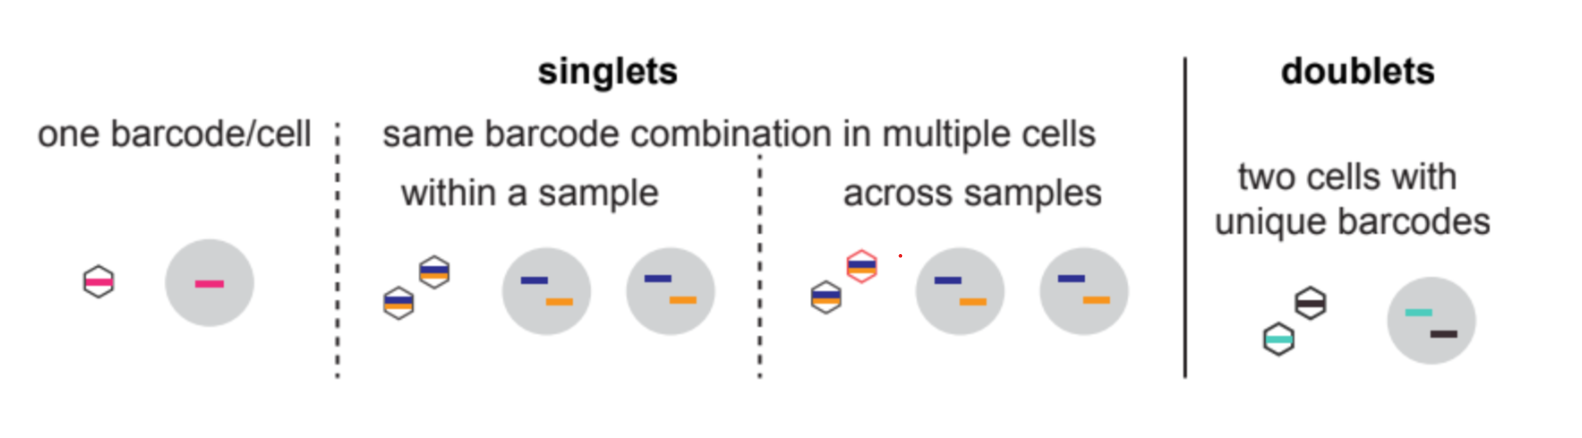 singlets
doublets
one barcode/cell
same barcode combination in multiple cells
within a sample
across samples
two cells with
unique barcodes